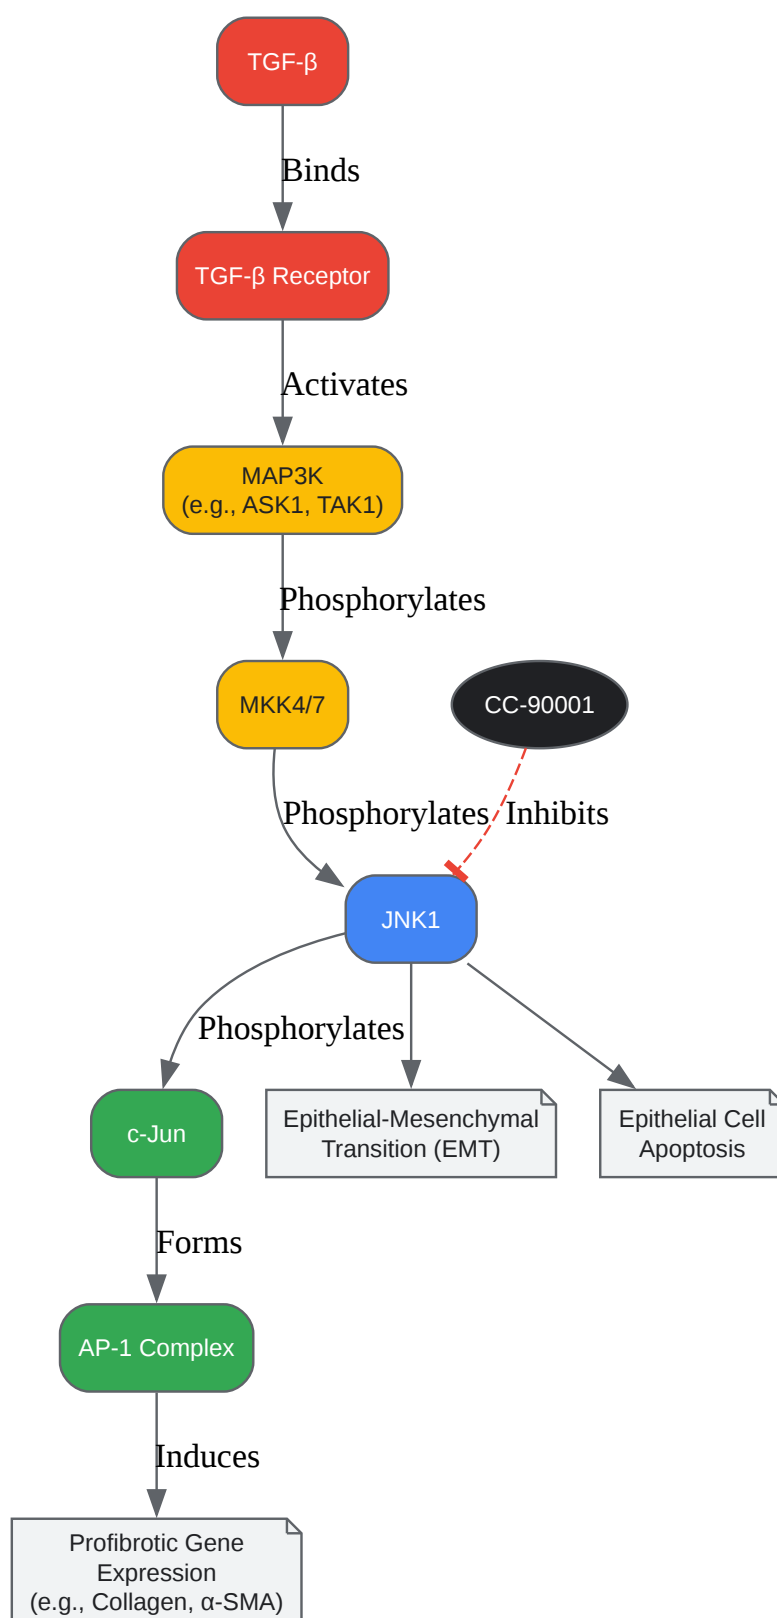 TGF-β
Binds
TGF-β Receptor
Activates
MAP3K
(e.g., ASK1, TAK1)
Phosphorylates
MKK4/7
CC-90001
Phosphorylates
Inhibits
JNK1
Phosphorylates
c-Jun
Epithelial-Mesenchymal
Transition (EMT)
Epithelial Cell
Apoptosis
Forms
AP-1 Complex
Induces
Profibrotic Gene
Expression
(e.g., Collagen, α-SMA)